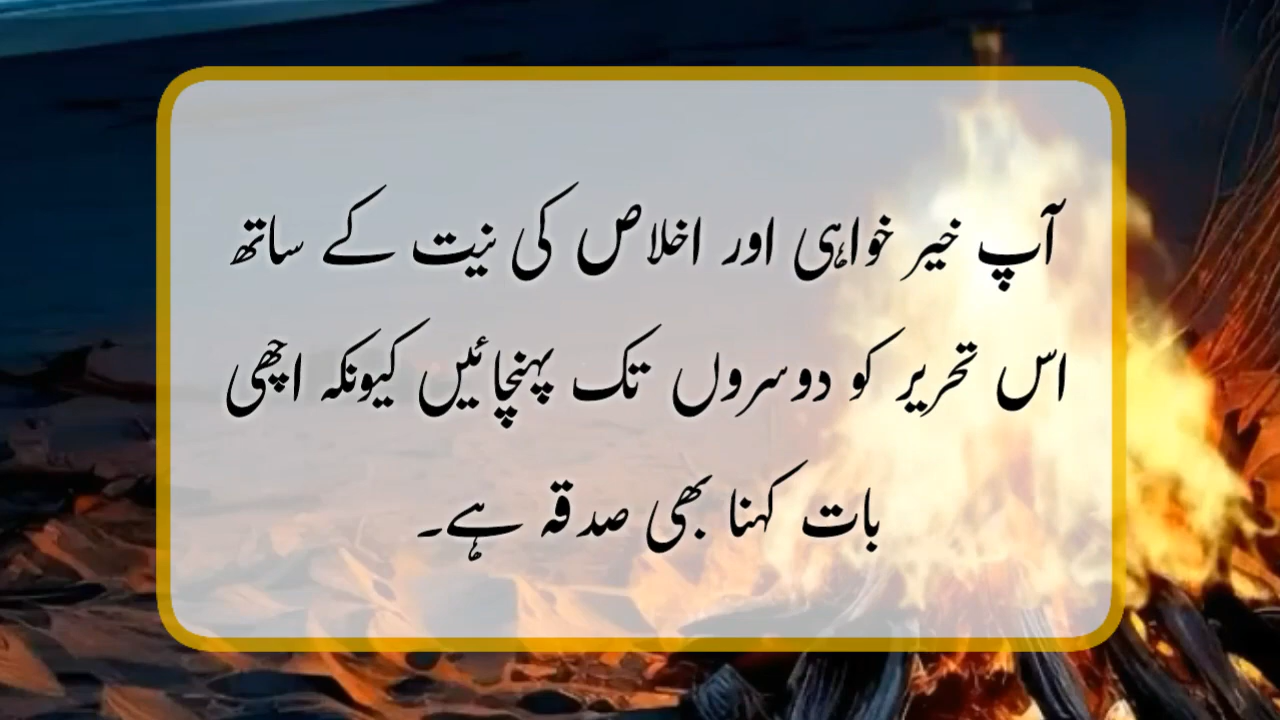 آپ خیر خواہی اور اخلاص کی نیت کے ساتھ
اس تحریر کو دوسروں تک پہنچائیں کیونکہ اچھی
بات کہنا بھی صدقہ ہے۔